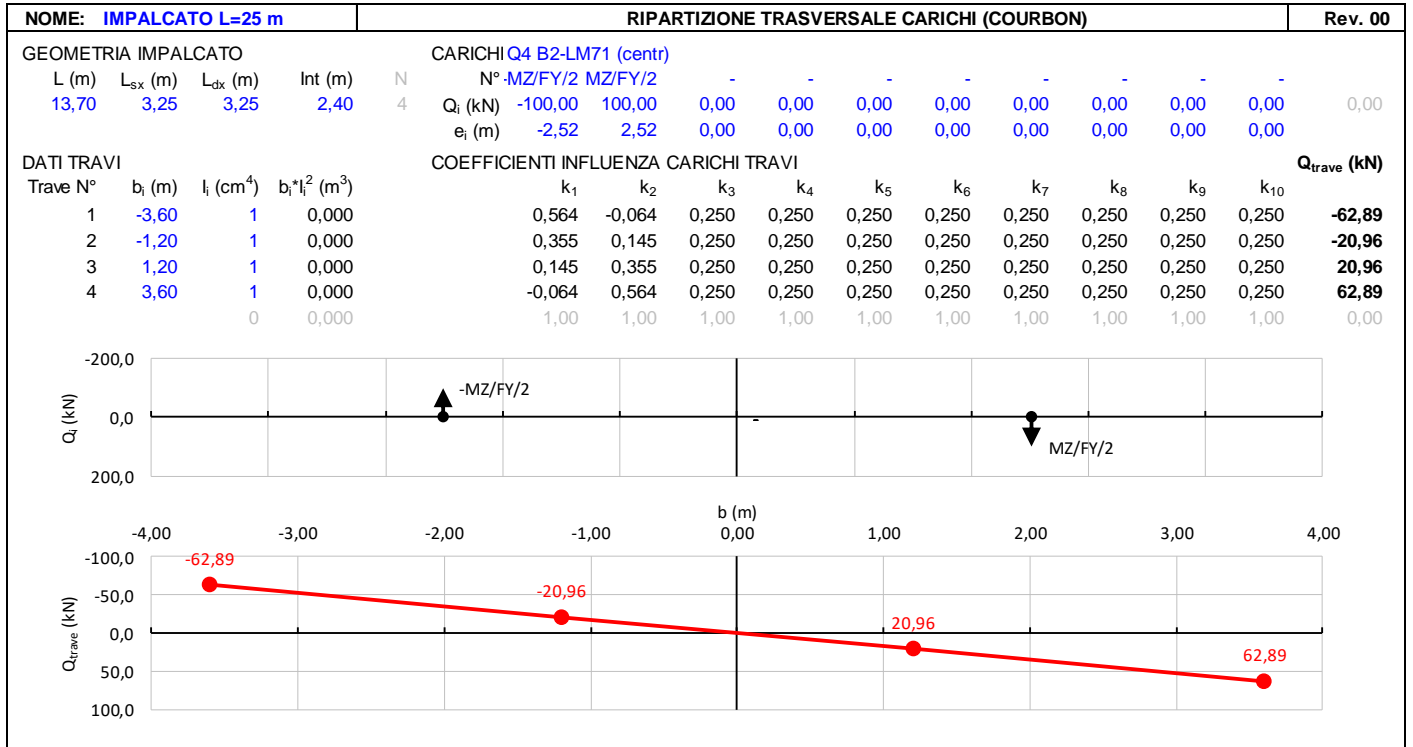 NOME: IMPALCATO L=25 m RIPARTIZIONE TRASVERSALE CARICHI (COURBON) Rev. 00
GEOMETRIA IMPALCATO CARICHI Q4 B2-LM71 (centr)
L (m) Lsx (m) Ldx (m) Int (m) N N° -MZ/FY/2 MZ/FY/2 - - - - - - - -
13,70 3,25 3,25 2,40 4 Qi (kN) -100,00 100,00 0,00 0,00 0,00 0,00 0,00 0,00 0,00 0,00 0,00
ei (m) -2,52 2,52 0,00 0,00 0,00 0,00 0,00 0,00 0,00 0,00
DATI TRAVI COEFFICIENTI INFLUENZA CARICHI TRAVI Qtrave (kN)
Trave N° bi (m) Ii (cm4) bi*Ii2 (m3) k1 k2 k3 k4 k5 k6 k7 k8 k9 k10
1 -3,60 1 0,000 0,564 -0,064 0,250 0,250 0,250 0,250 0,250 0,250 0,250 0,250 -62,89
2 -1,20 1 0,000 0,355 0,145 0,250 0,250 0,250 0,250 0,250 0,250 0,250 0,250 -20,96
3 1,20 1 0,000 0,145 0,355 0,250 0,250 0,250 0,250 0,250 0,250 0,250 0,250 20,96
4 3,60 1 0,000 -0,064 0,564 0,250 0,250 0,250 0,250 0,250 0,250 0,250 0,250 62,89
0 0,000 1,00 1,00 1,00 1,00 1,00 1,00 1,00 1,00 1,00 1,00 0,00
-200,0
-MZ/FY/2
0,0 -
Qi (kN)
MZ/FY/2
200,0
b (m)
-4,00 -3,00 -2,00 -1,00 0,00 1,00 2,00 3,00 4,00
-100,0
-62,89
-50,0 -20,96
0,0 20,96
Qtrave (kN)
62,89
50,0
100,0